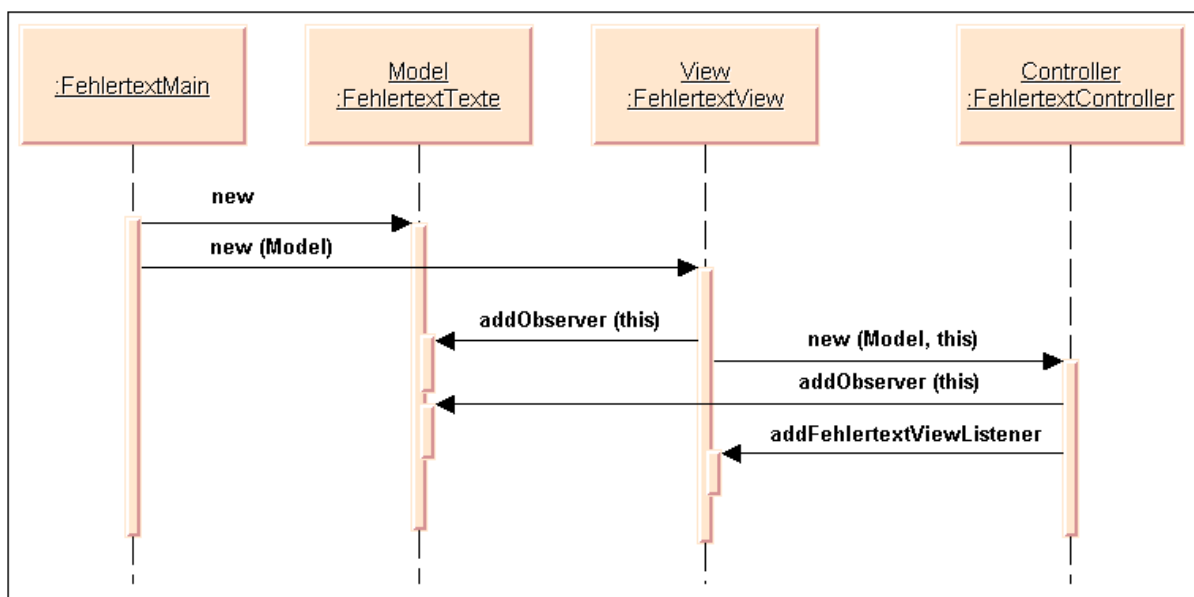 :FehlertextMain
Model
:FehlertextTexte
View
:FehlertextView
Controller
:FehlertextController
new
new (Model)
addObserver (this)
new (Model, this)
addObserver (this)
addFehlertextViewListener